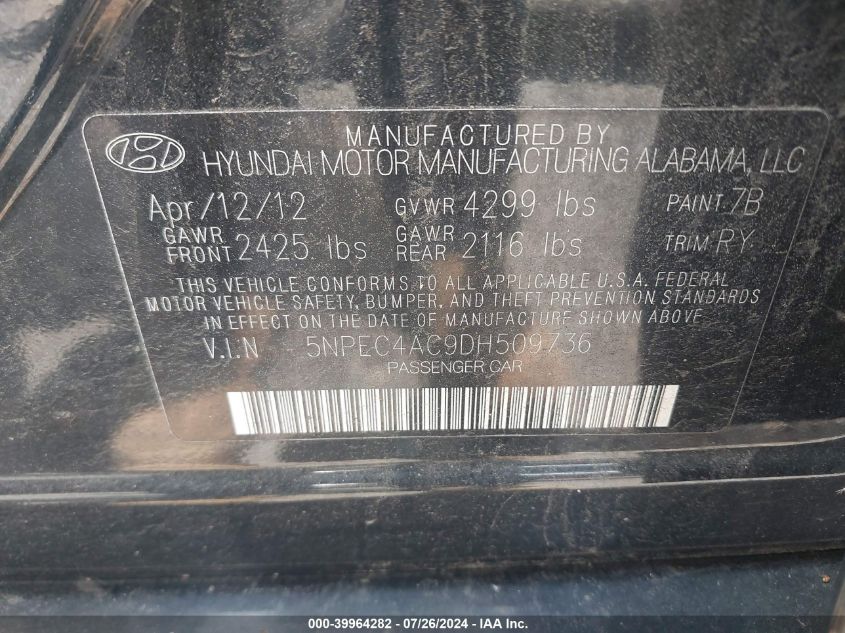 MANUFACTURED BY
HYUNDAI MOTOR MANUFACTURING ALABAMA, LLC
Apr/12/12 GVWR 4299 lbs PAINT 7B
GAWR FRONT 2425 lbs GAWR REAR 2116 lbs TRIM RY
THIS VEHICLE CONFORMS TO ALL APPLICABLE U.S.A. FEDERAL
MOTOR VEHICLE SAFETY, BUMPER, AND THEFT PREVENTION STANDARDS
IN EFFECT ON THE DATE OF MANUFACTURE SHOWN ABOVE
V.I.N 5NPEC4AC9DH509736
PASSENGER CAR
000-39964282 - 07/26/2024 - IAA Inc.